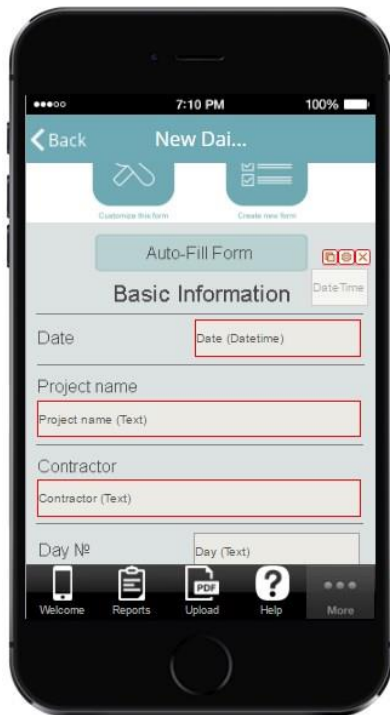 7:10 PM
100%
Back
New Dai...
Customize this form
Create new form
Auto-Fill Form
Basic Information
DateTime
Date
Date (Datetime)
Project name
Project name (Text)
Contractor
Contractor (Text)
Day №
Day (Text)
PDF
Welcome
Reports
Upload
Help
More